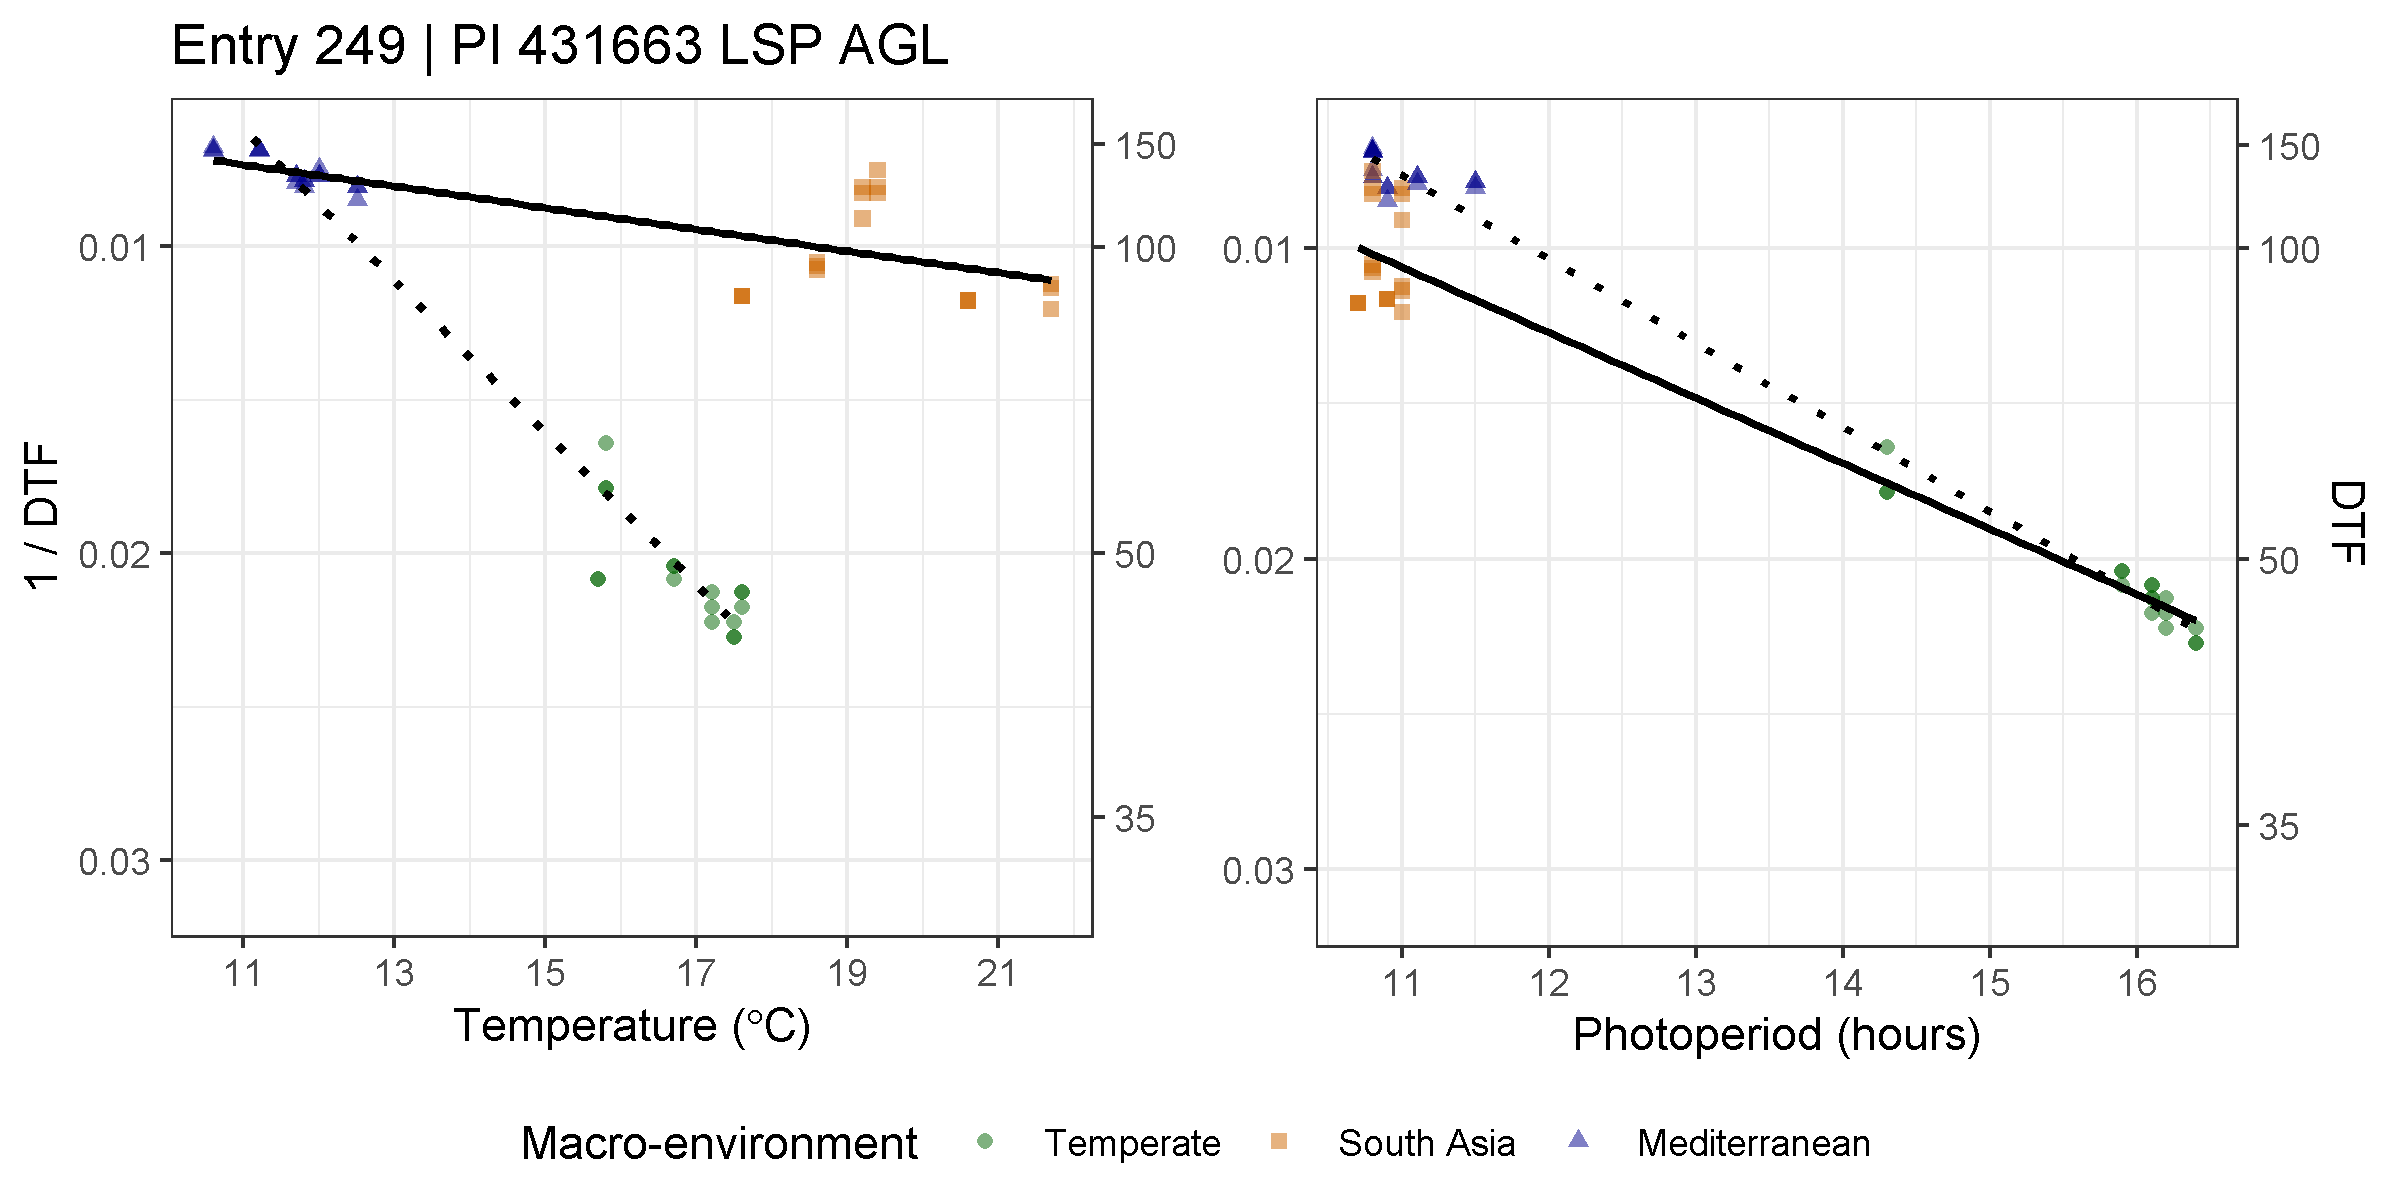 Entry 249 | PI 431663 LSP AGL
1 / DTF
0.01
0.02
0.03
150
100
50
35
11 13 15 17 19 21
Temperature (°C)
0.01
0.02
0.03
150
100
50
35
DTF
11 12 13 14 15 16
Photoperiod (hours)
Macro-environment Temperate South Asia Mediterranean